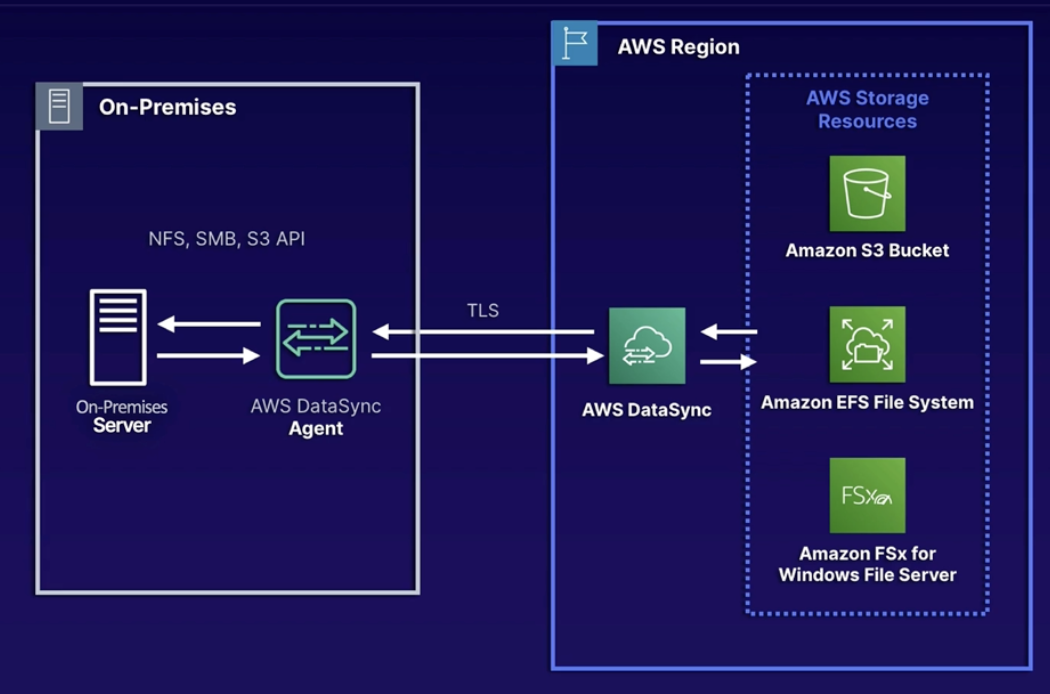 AWS Region
On-Premises
AWS Storage
Resources
NFS, SMB, S3 API
Amazon S3 Bucket
TLS
On-Premises
Server
AWS DataSync
Agent
AWS DataSync
Amazon EFS File System
FSx
Amazon FSx for
Windows File Server